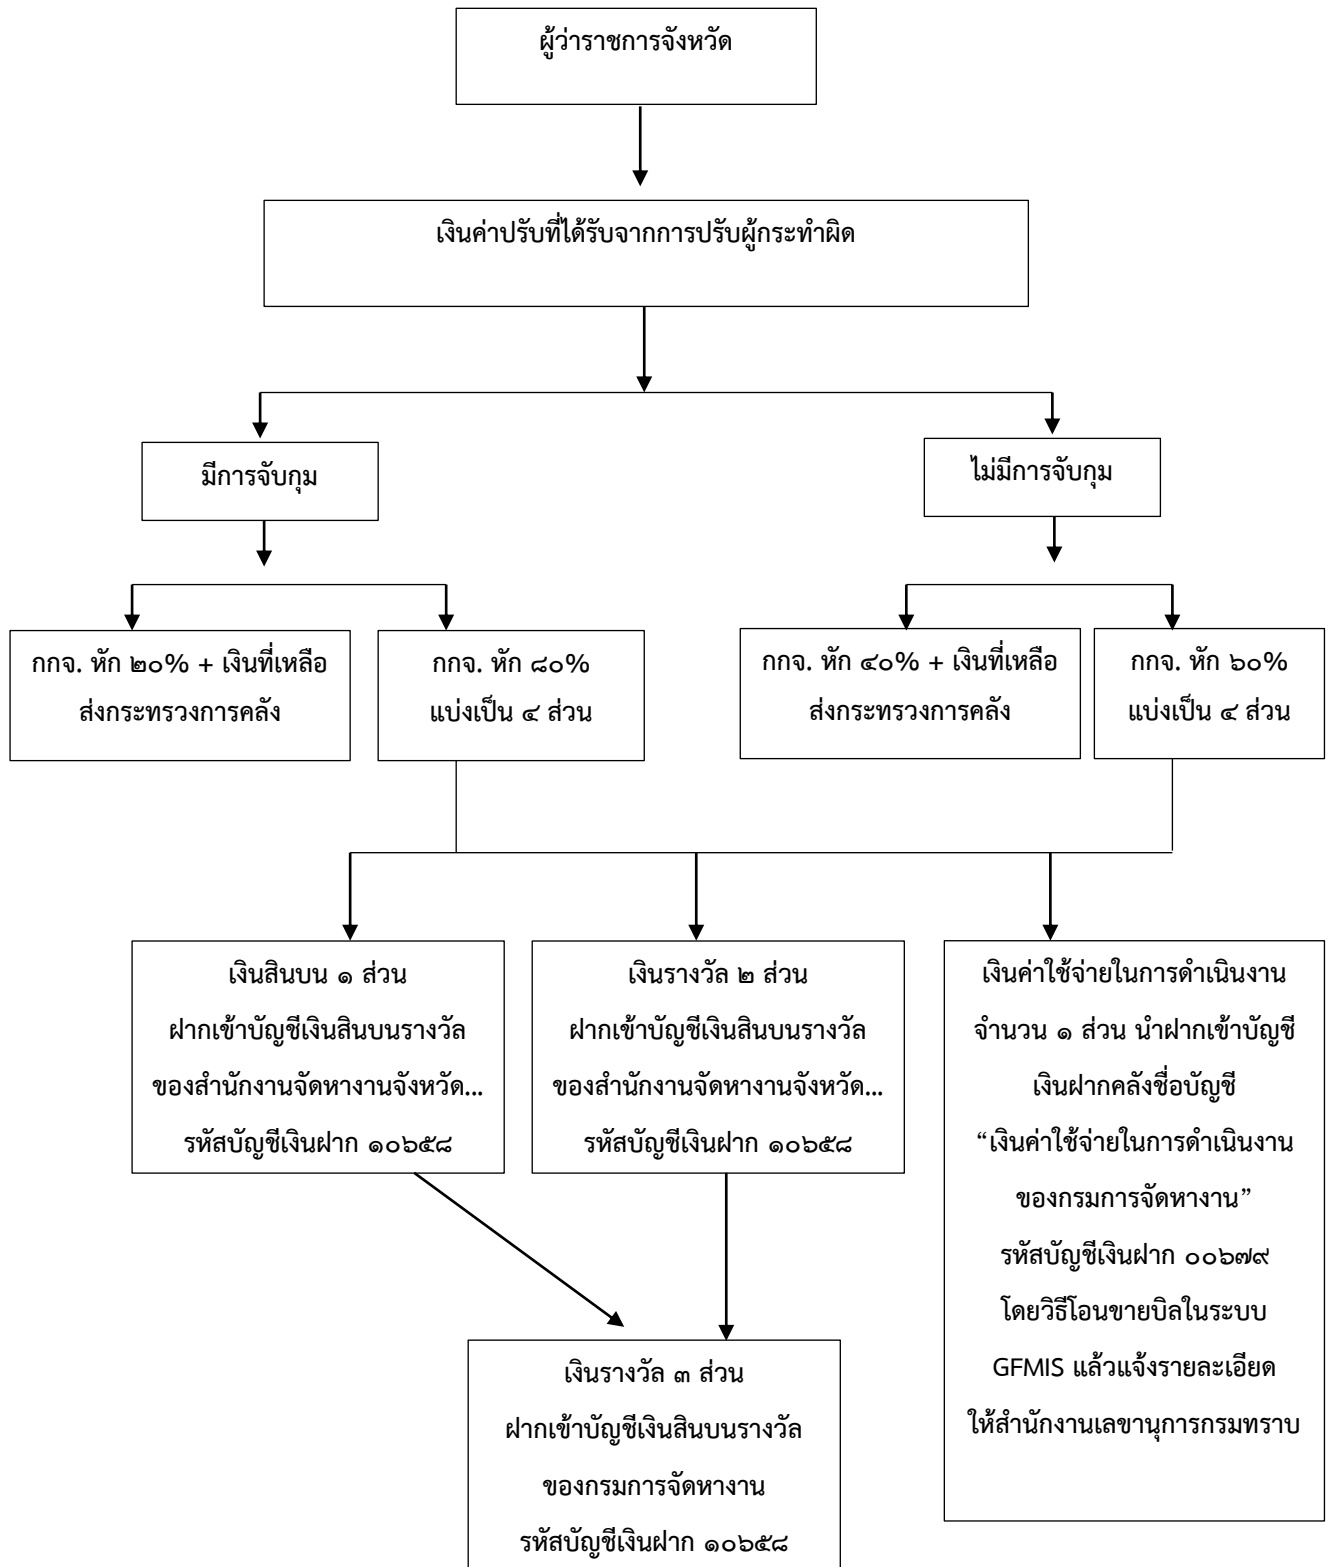 ผู้ว่าราชการจังหวัด
เงินค่าปรับที่ได้รับจากการปรับผู้กระทำผิด
มีการจับกุม
ไม่มีการจับกุม
กกจ. หัก ๒๐% + เงินที่เหลือ
ส่งกระทรวงการคลัง
กกจ. หัก ๘๐%
แบ่งเป็น ๔ ส่วน
กกจ. หัก ๔๐% + เงินที่เหลือ
ส่งกระทรวงการคลัง
กกจ. หัก ๖๐%
แบ่งเป็น ๔ ส่วน
เงินสินบน ๑ ส่วน
ฝากเข้าบัญชีเงินสินบนรางวัล
ของสำนักงานจัดหางานจังหวัด...
รหัสบัญชีเงินฝาก ๑๐๖๕๘
เงินรางวัล ๒ ส่วน
ฝากเข้าบัญชีเงินสินบนรางวัล
ของสำนักงานจัดหางานจังหวัด...
รหัสบัญชีเงินฝาก ๑๐๖๕๘
เงินค่าใช้จ่ายในการดำเนินงาน
จำนวน ๑ ส่วน นำฝากเข้าบัญชี
เงินฝากคลังชื่อบัญชี
“เงินค่าใช้จ่ายในการดำเนินงาน
ของกรมการจัดหางาน”
รหัสบัญชีเงินฝาก ๐๐๖๗๙
โดยวิธีโอนขายบิลในระบบ
GFMIS แล้วแจ้งรายละเอียด
ให้สำนักงานเลขานุการกรมทราบ
เงินรางวัล ๓ ส่วน
ฝากเข้าบัญชีเงินสินบนรางวัล
ของกรมการจัดหางาน
รหัสบัญชีเงินฝาก ๑๐๖๕๘